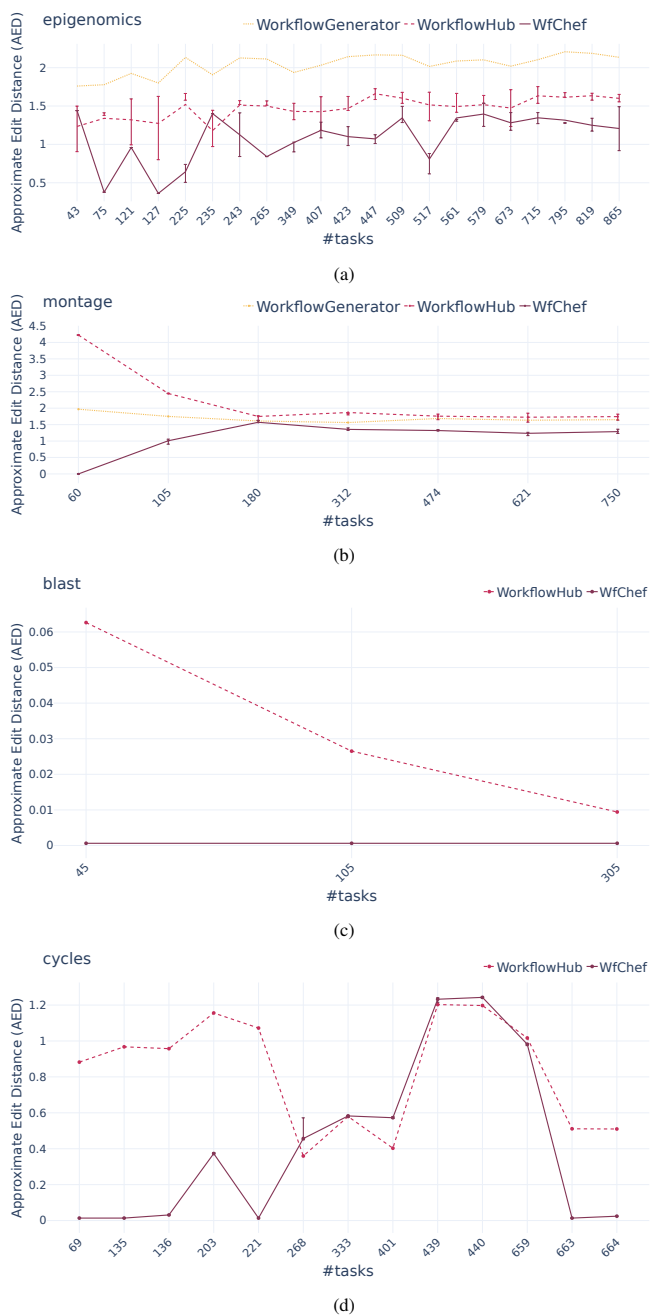 epigenomics
WorkflowGenerator WorkflowHub WfChef
Approximate Edit Distance (AED)
2
1.5
1
0.5
43 75 121 127 225 235 243 265 349 407 423 447 509 517 561 579 673 715 795 819 865
#tasks
(a)
montage
WorkflowGenerator WorkflowHub WfChef
Approximate Edit Distance (AED)
4.5
4
3.5
3
2.5
2
1.5
1
0.5
0
60 105 180 312 474 621 750
#tasks
(b)
blast
WorkflowHub WfChef
Approximate Edit Distance (AED)
0.06
0.05
0.04
0.03
0.02
0.01
0
45 105 305
#tasks
(c)
cycles
WorkflowHub WfChef
Approximate Edit Distance (AED)
1.2
1
0.8
0.6
0.4
0.2
0
69 135 136 203 221 268 333 401 439 440 659 663 664
#tasks
(d)